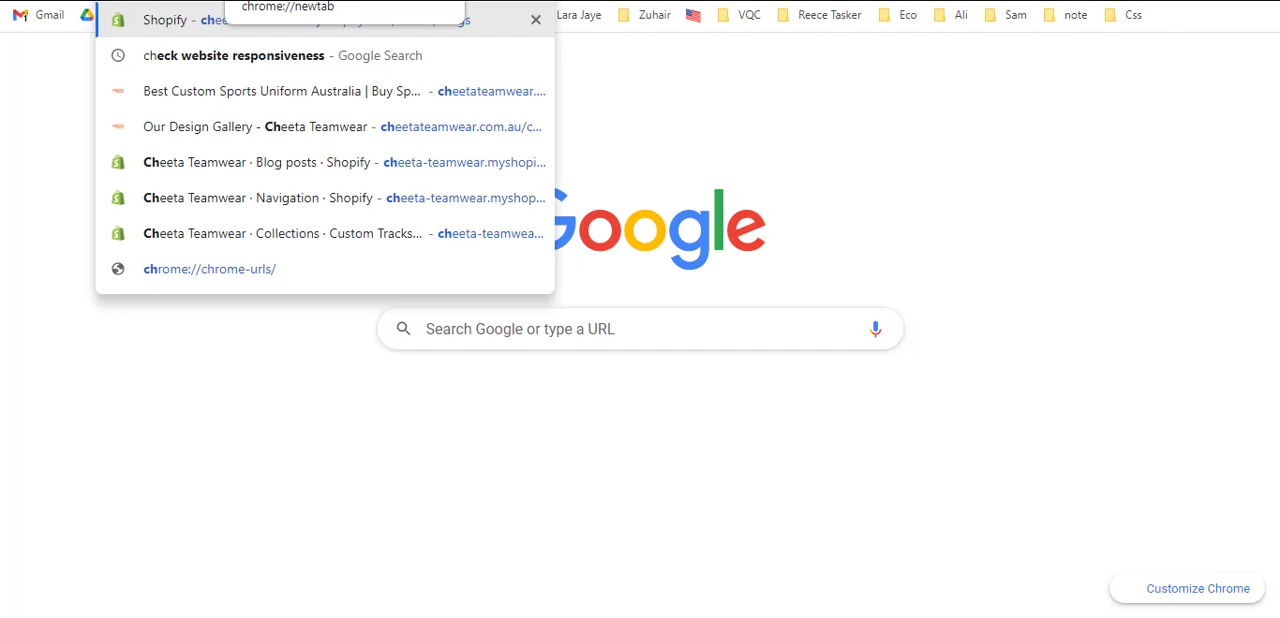 chrome://newtab
Gmail
Shopify - chee
gs
Lara Jaye
Zuhair
VQC
Reece Tasker
Eco
Ali
Sam
note
Css
check website responsiveness - Google Search
Best Custom Sports Uniform Australia | Buy Sp... - cheetateamwear....
Our Design Gallery - Cheeta Teamwear - cheetateamwear.com.au/c...
Cheeta Teamwear · Blog posts · Shopify - cheeta-teamwear.myshopi...
Cheeta Teamwear · Navigation · Shopify - cheeta-teamwear.myshop...
Cheeta Teamwear · Collections · Custom Tracks... - cheeta-teamwea...
chrome://chrome-urls/
Google
Search Google or type a URL
Customize Chrome